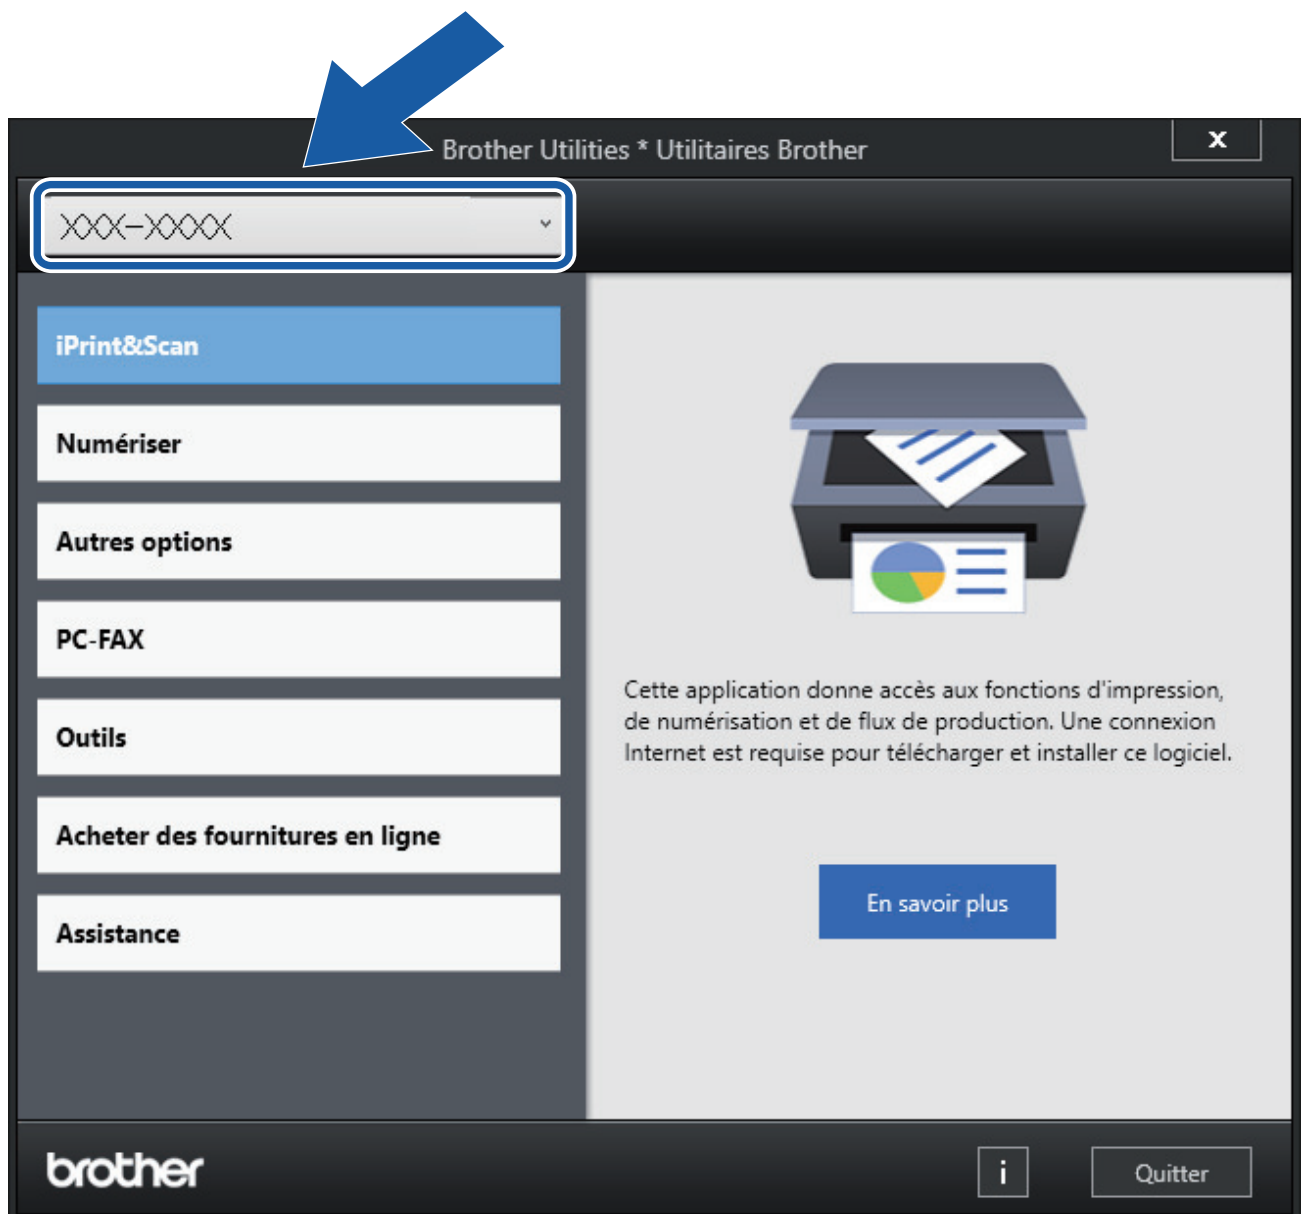 Brother Utilities * Utilitaires Brother
X
XXX-XXXX
iPrint&Scan
Numériser
Autres options
PC-FAX
Outils
Acheter des fournitures en ligne
Assistance
Cette application donne accès aux fonctions d'impression,
de numérisation et de flux de production. Une connexion
Internet est requise pour télécharger et installer ce logiciel.
En savoir plus
brother
i
Quitter